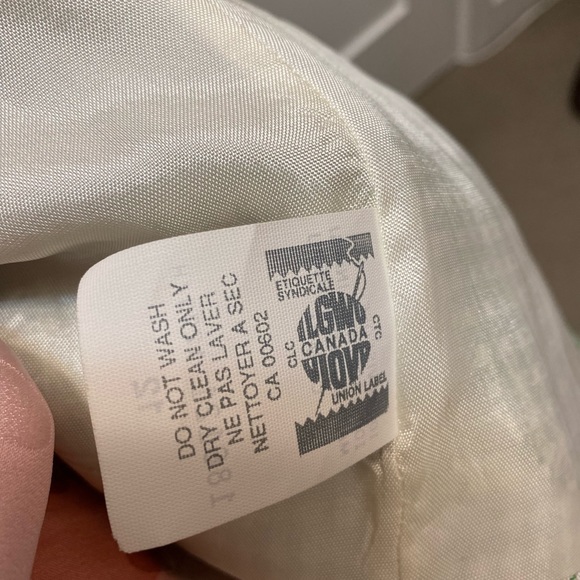 DO NOT WASH
DRY CLEAN ONLY
NE PAS LAVER
NETTOYER A SEC
CA 00602
ETIQUETTE
SYNDICALE
ILGWU
CLC CANADA CTC
UIOVD
UNION LABEL